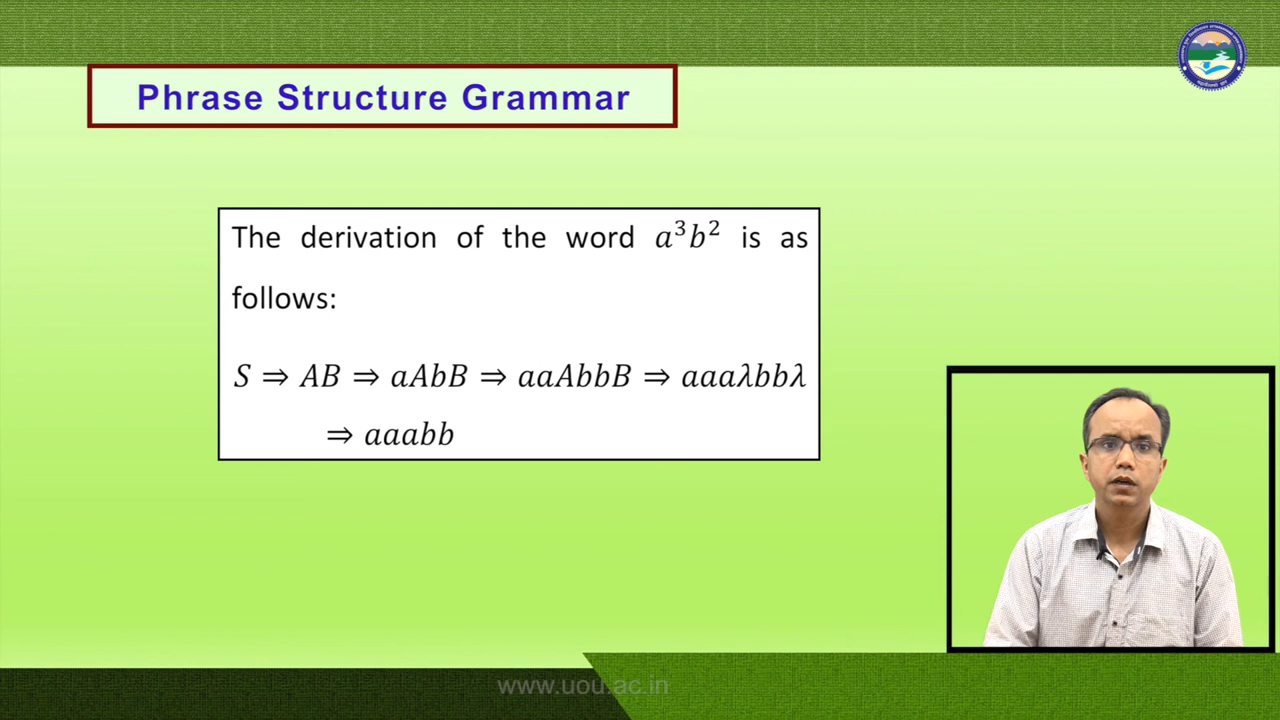 Phrase Structure Grammar
The derivation of the word a³b² is as
follows:
S ⇒ AB ⇒ aAbB ⇒ aaAbbB ⇒ aaaλbbλ
⇒ aaabb
www.uou.ac.in